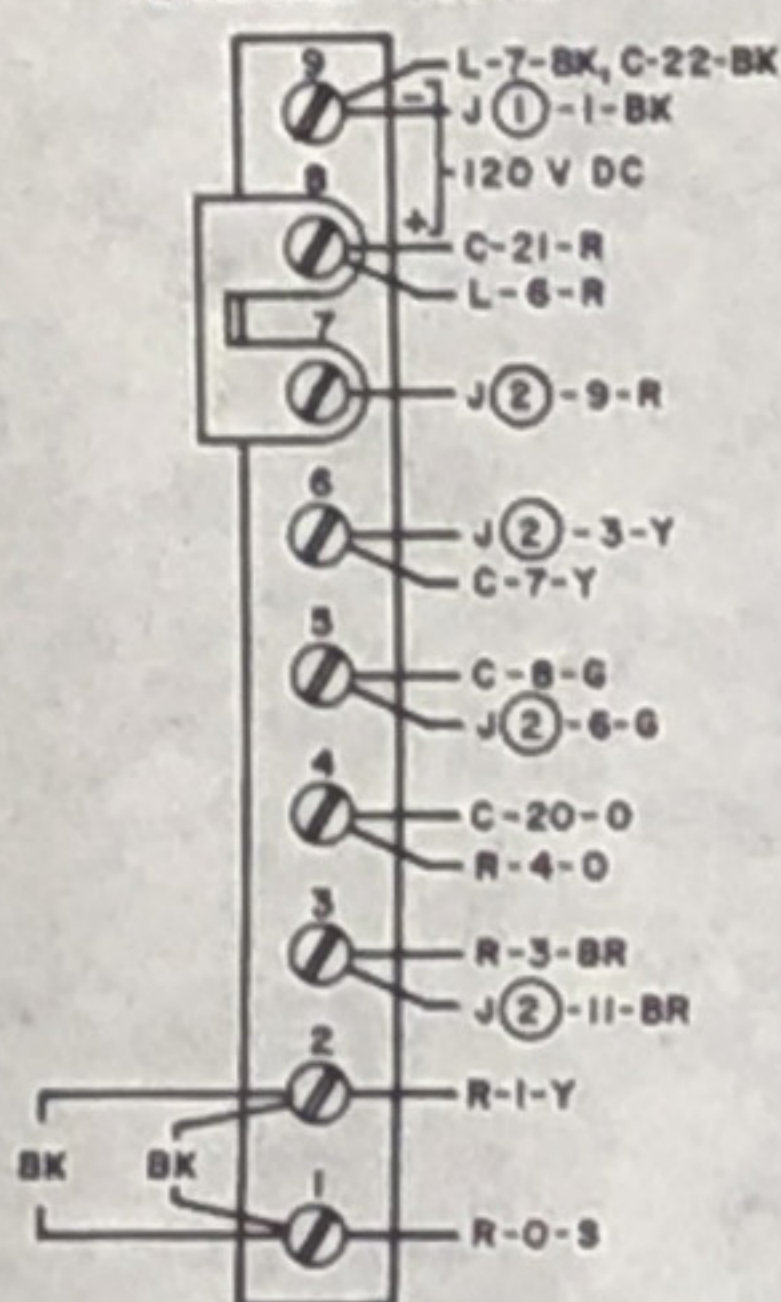 9
L-7-BK, C-22-BK
-
J ① -1-BK
120 V DC
8
+
C-21-R
L-6-R
7
J ② -9-R
6
J ② -3-Y
C-7-Y
5
C-8-G
J ② -6-G
4
C-20-O
R-4-O
3
R-3-BR
J ② -11-BR
2
R-1-Y
BK BK
1
R-O-S